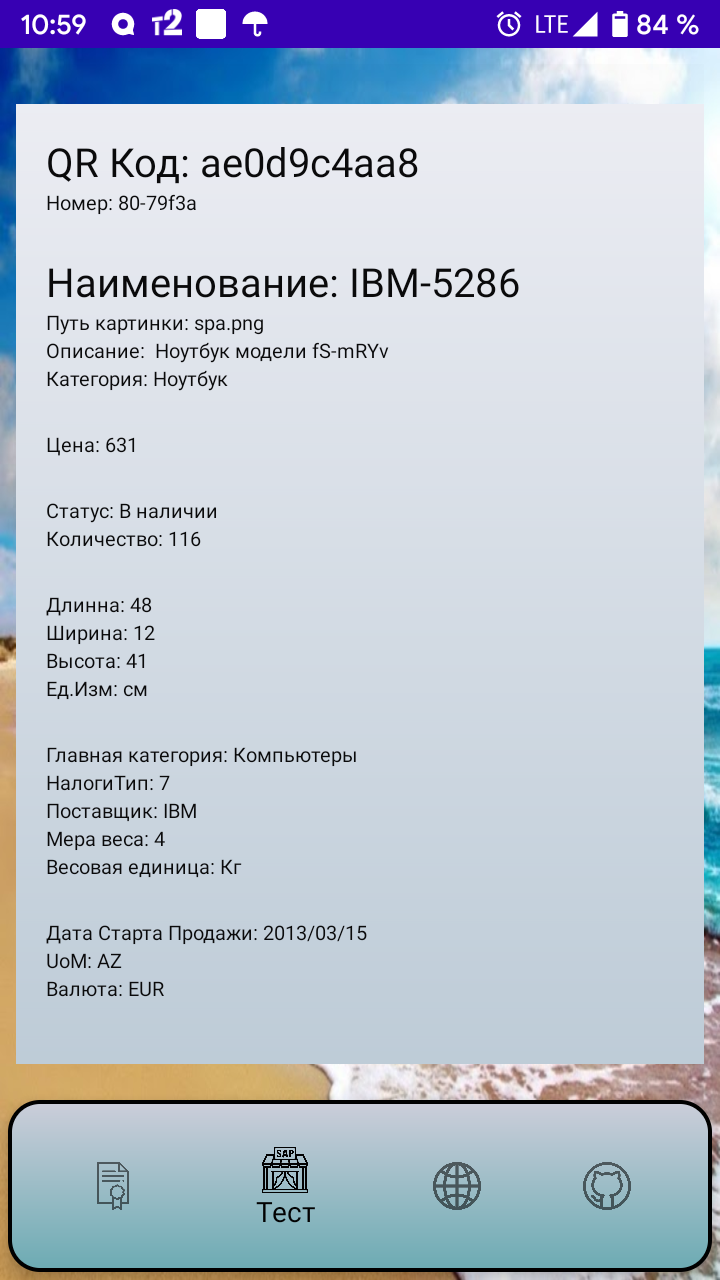 10:59 т2 LTE 84 %
QR Код: ae0d9c4aa8
Номер: 80-79f3a
Наименование: IBM-5286
Путь картинки: spa.png
Описание:  Ноутбук модели fS-mRYv
Категория: Ноутбук
Цена: 631
Статус: В наличии
Количество: 116
Длинна: 48
Ширина: 12
Высота: 41
Ед.Изм: см
Главная категория: Компьютеры
НалогиТип: 7
Поставщик: IBM
Мера веса: 4
Весовая единица: Кг
Дата Старта Продажи: 2013/03/15
UoM: AZ
Валюта: EUR
SAP
Тест